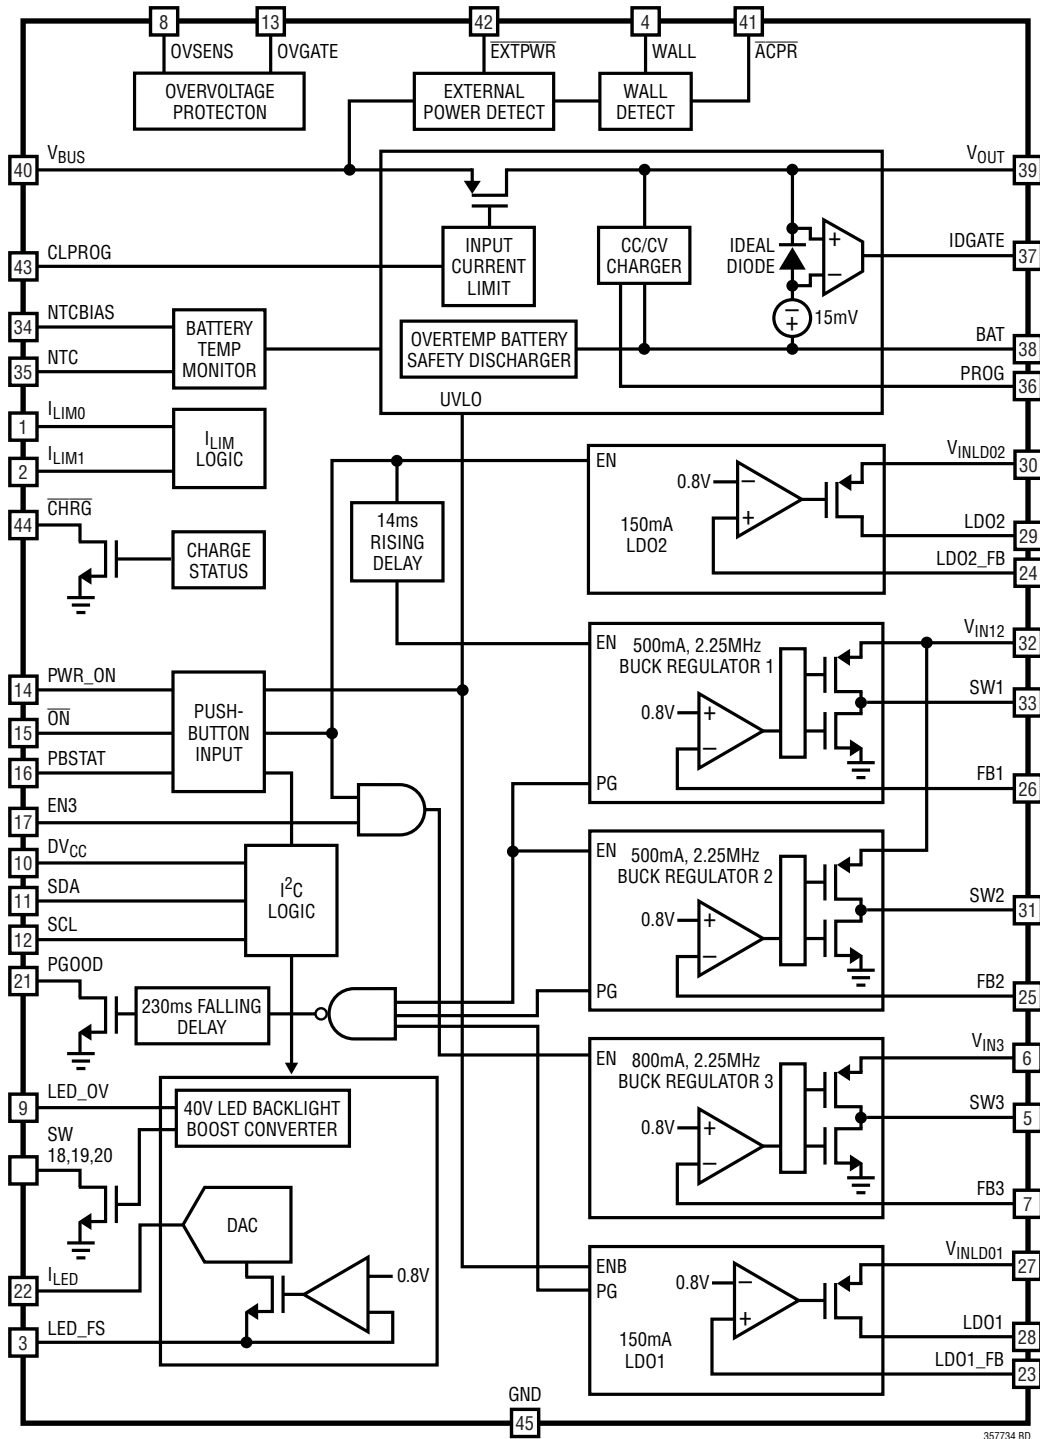 8 13 42 4 41
OVSENS OVGATE EXTPWR WALL ACPR
OVERVOLTAGE
PROTECTON
EXTERNAL
POWER DETECT
WALL
DETECT
40 VBUS
VOUT 39
43 CLPROG
INPUT
CURRENT
LIMIT
CC/CV
CHARGER
IDEAL
DIODE
+
−
IDGATE 37
−
+
15mV
34 NTCBIAS
35 NTC
BATTERY
TEMP
MONITOR
OVERTEMP BATTERY
SAFETY DISCHARGER
BAT 38
PROG 36
UVLO
1 ILIM0
2 ILIM1
ILIM
LOGIC
44 CHRG
CHARGE
STATUS
14ms
RISING
DELAY
EN
0.8V
−
+
150mA
LDO2
VINLDO2 30
LDO2 29
LDO2_FB 24
EN
500mA, 2.25MHz
BUCK REGULATOR 1
0.8V
+
−
PG
VIN12 32
SW1 33
FB1 26
14 PWR_ON
15 ON
16 PBSTAT
PUSH-
BUTTON
INPUT
17 EN3
10 DVCC
11 SDA
12 SCL
I2C
LOGIC
EN
500mA, 2.25MHz
BUCK REGULATOR 2
0.8V
+
−
PG
SW2 31
FB2 25
21 PGOOD
230ms FALLING
DELAY
EN
800mA, 2.25MHz
BUCK REGULATOR 3
0.8V
+
−
VIN3 6
SW3 5
FB3 7
9 LED_OV
40V LED BACKLIGHT
BOOST CONVERTER
SW
18,19,20
DAC
0.8V
22 ILED
3 LED_FS
ENB
PG
0.8V
−
+
150mA
LDO1
VINLDO1 27
LDO1 28
LDO1_FB 23
GND
45
357734 BD